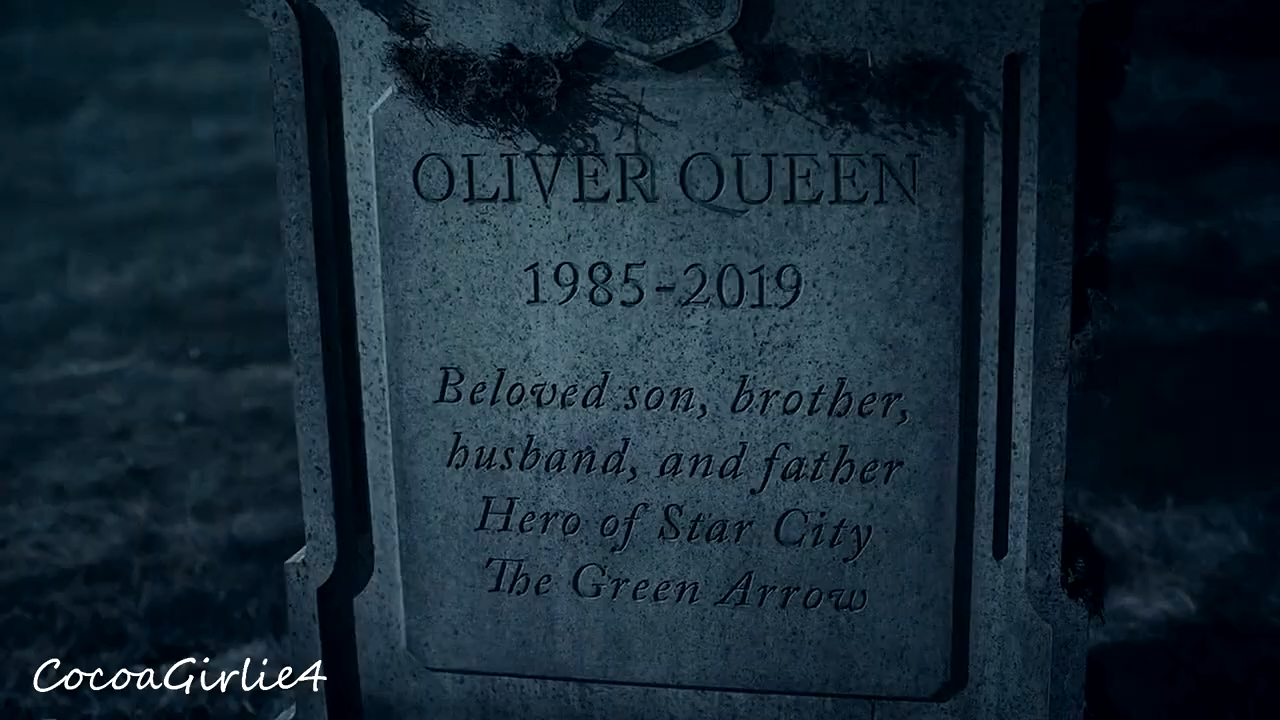 OLIVER QUEEN
1985-2019
Beloved son, brother,
husband, and father
Hero of Star City
The Green Arrow
CocoaGirlie4